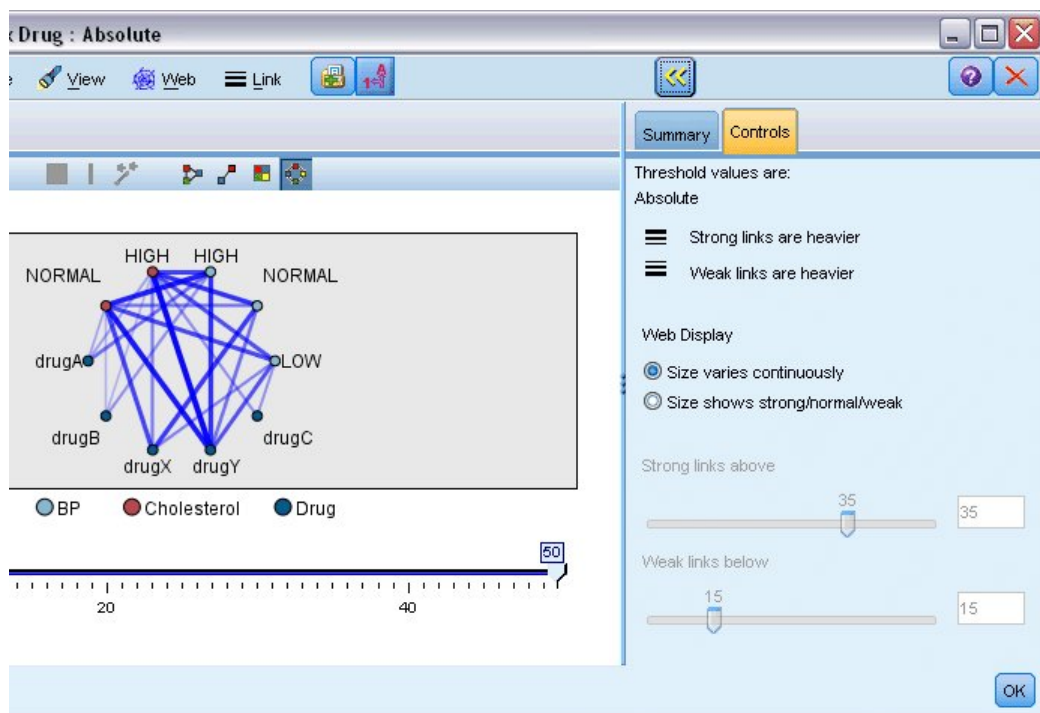 Drug : Absolute
View Web Link
Summary Controls
Threshold values are:
Absolute
Strong links are heavier
Weak links are heavier
Web Display
Size varies continuously
Size shows strong/normal/weak
Strong links above
35
35
Weak links below
15
15
OK
HIGH HIGH
NORMAL NORMAL
drugA LOW
drugB drugC
drugX drugY
BP Cholesterol Drug
50
20 40